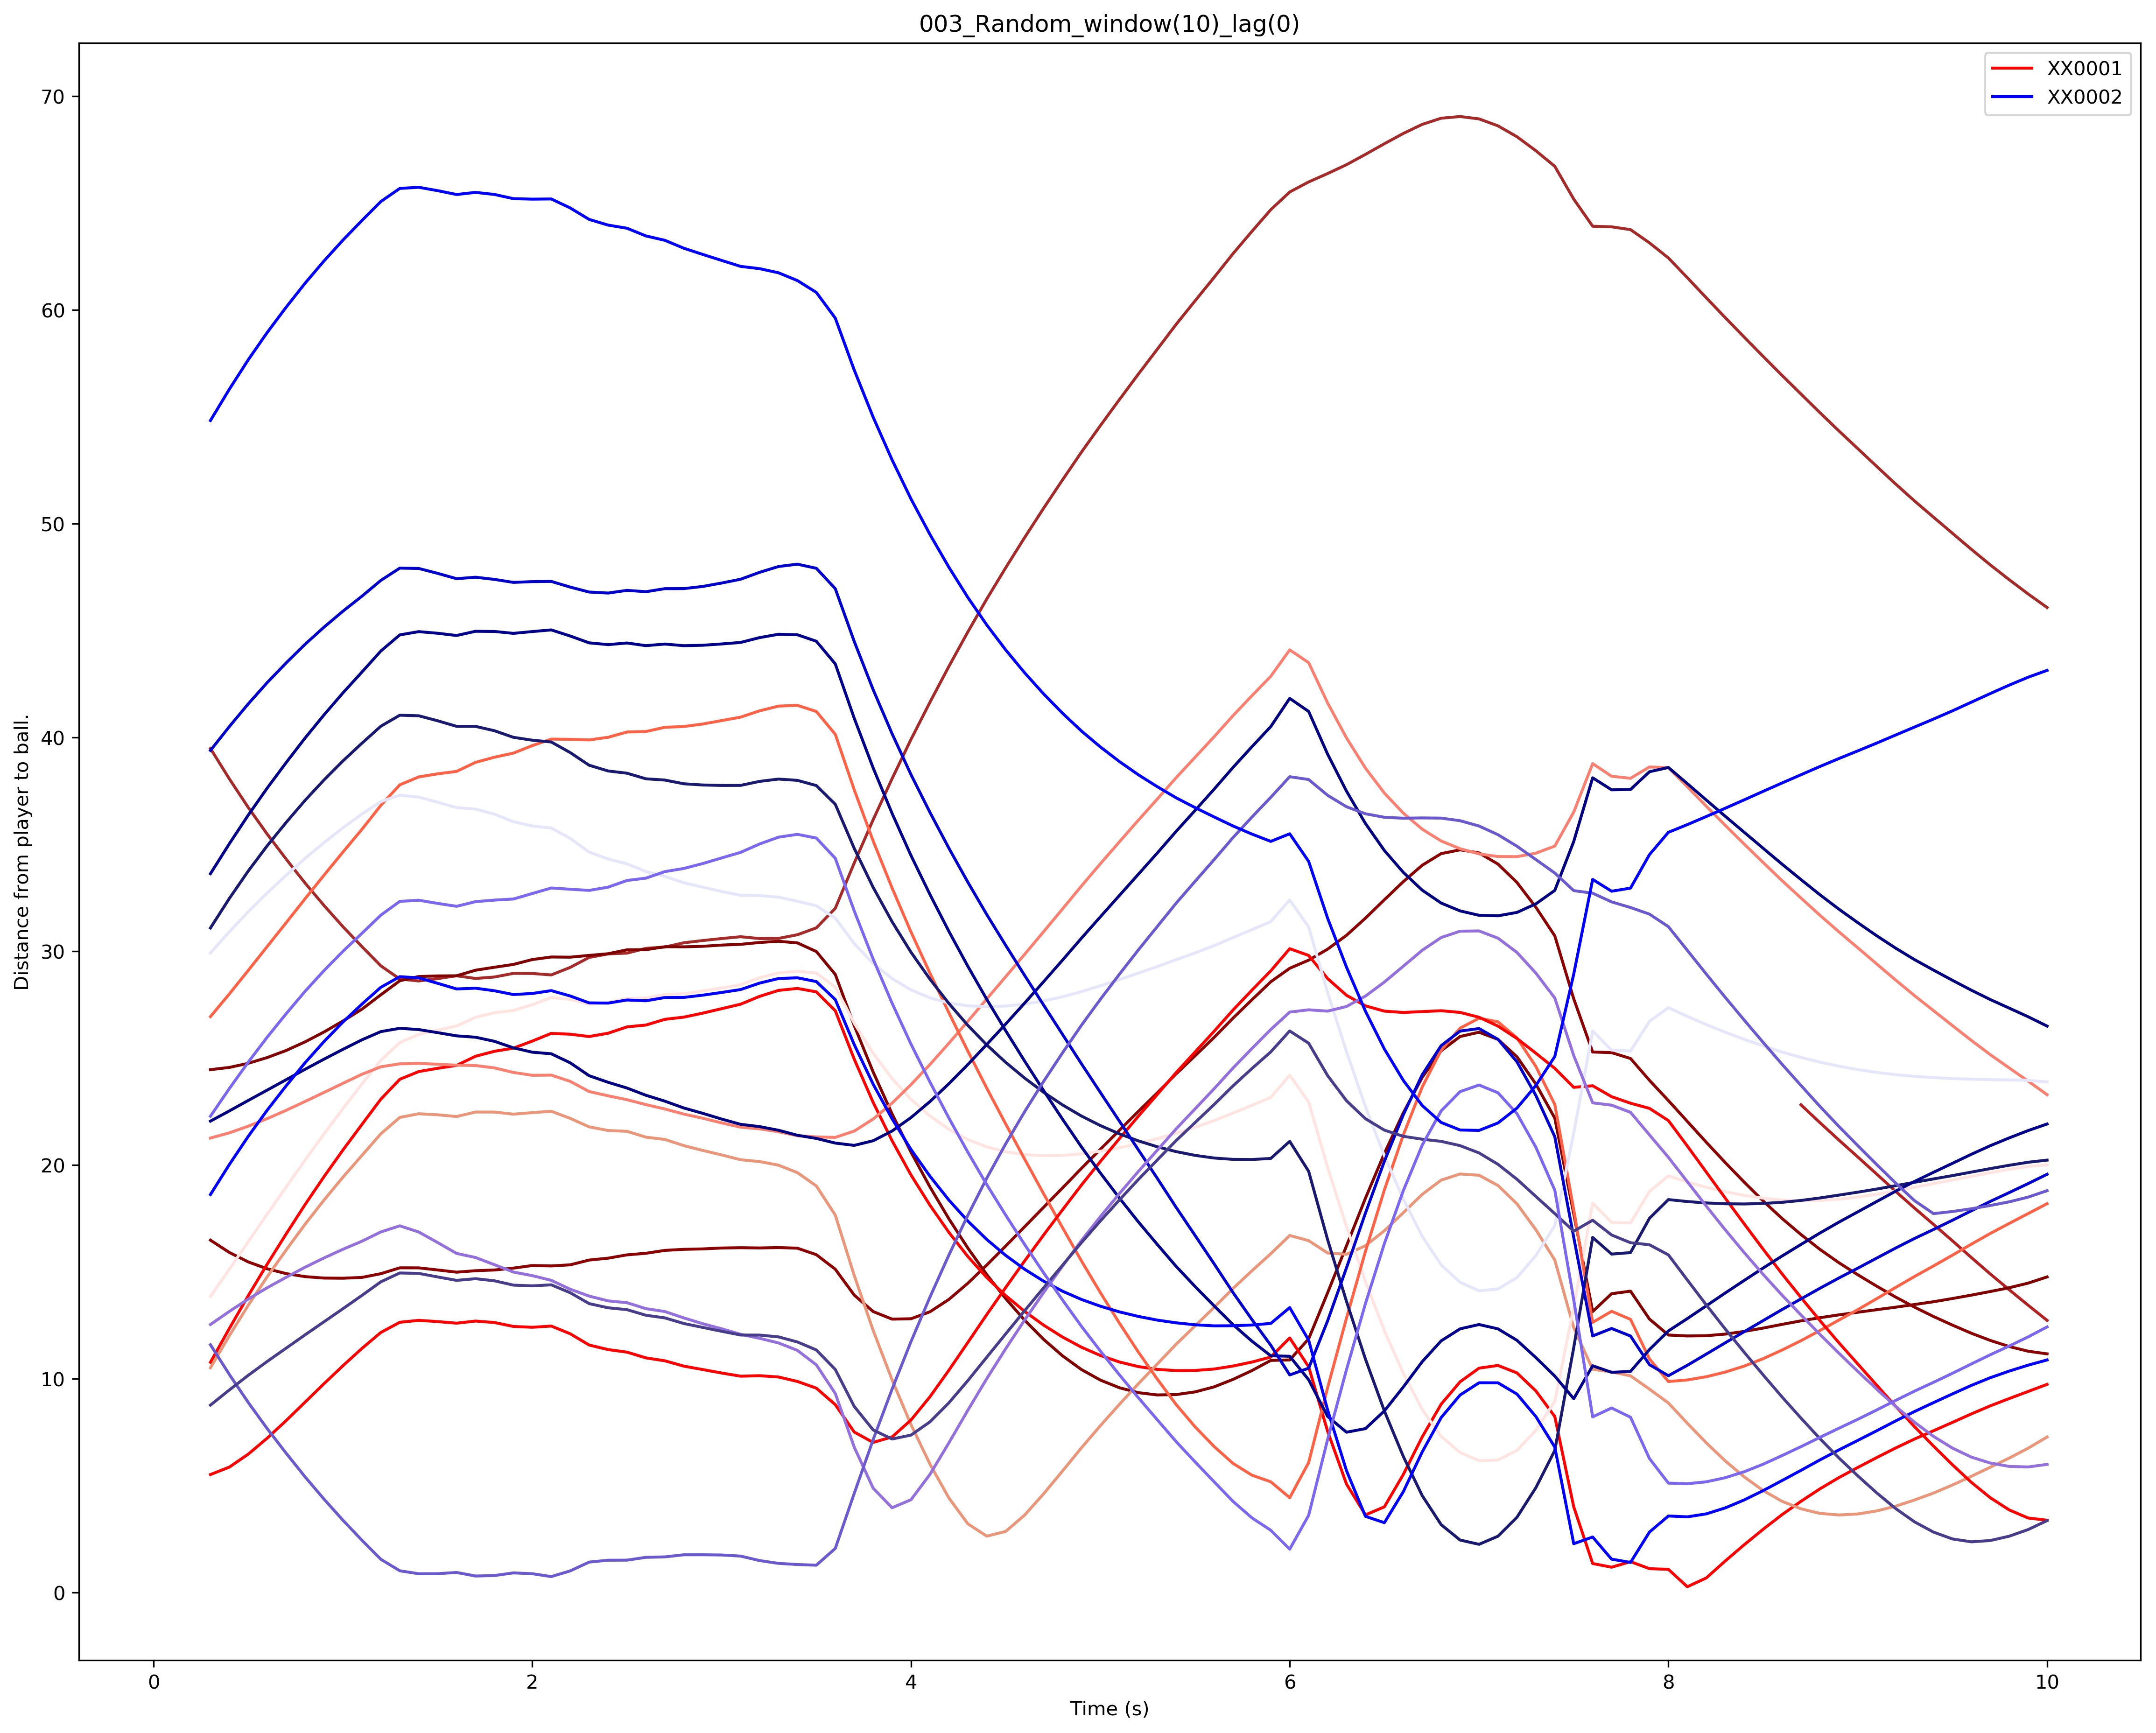 003_Random_window(10)_lag(0)
XX0001
XX0002
70
60
50
40
30
20
10
0
Distance from player to ball.
0 2 4 6 8 10
Time (s)